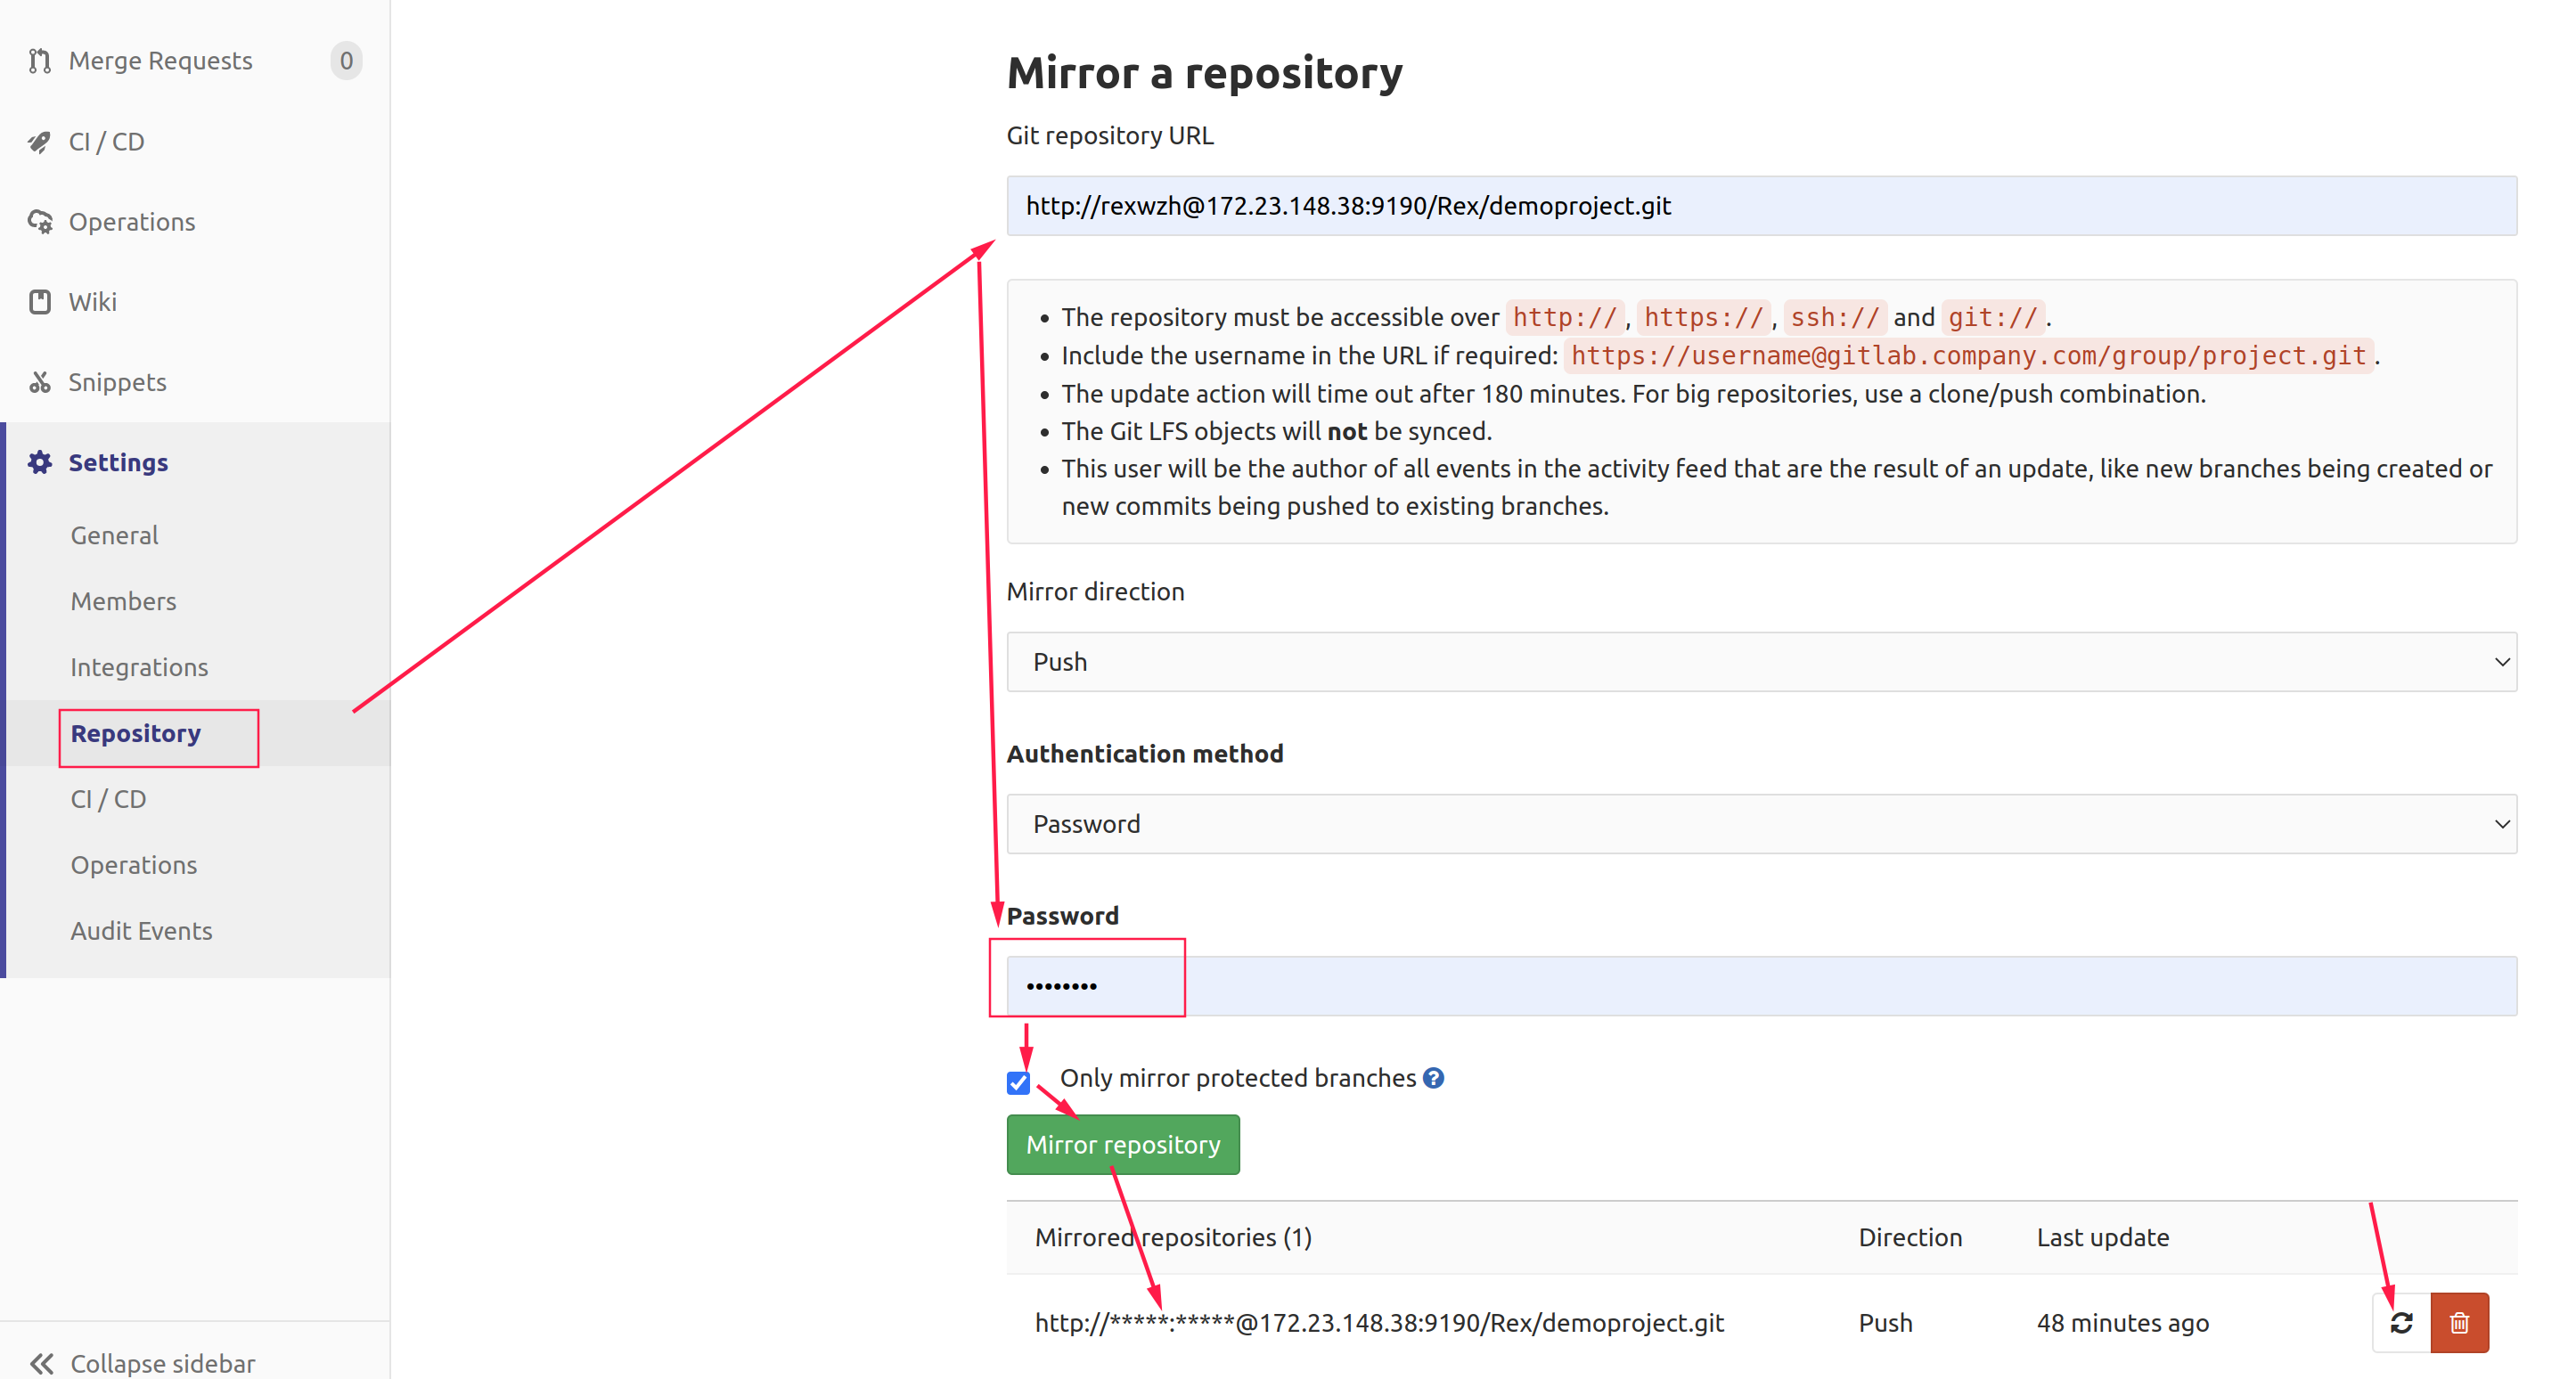 Merge Requests 0
CI / CD
Operations
Wiki
Snippets
Settings
General
Members
Integrations
Repository
CI / CD
Operations
Audit Events
Collapse sidebar
Mirror a repository
Git repository URL
http://rexwzh@172.23.148.38:9190/Rex/demoproject.git
The repository must be accessible over http://, https://, ssh:// and git://.
Include the username in the URL if required: https://username@gitlab.company.com/group/project.git.
The update action will time out after 180 minutes. For big repositories, use a clone/push combination.
The Git LFS objects will not be synced.
This user will be the author of all events in the activity feed that are the result of an update, like new branches being created or
new commits being pushed to existing branches.
Mirror direction
Push
Authentication method
Password
Password
••••••••
Only mirror protected branches ?
Mirror repository
Mirrored repositories (1) Direction Last update
http://*****:*****@172.23.148.38:9190/Rex/demoproject.git Push 48 minutes ago